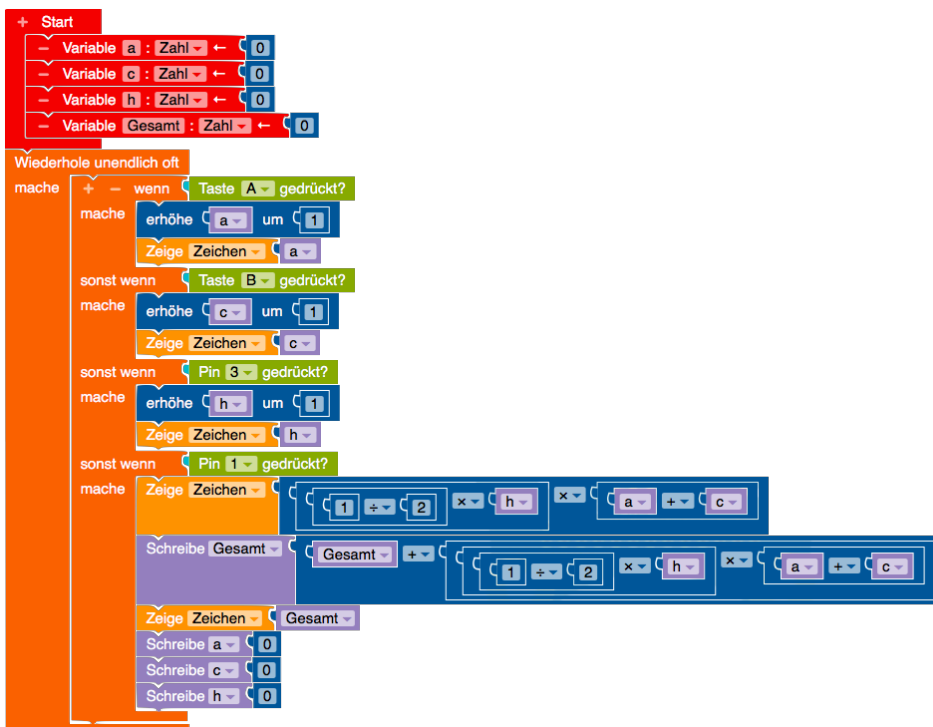 + Start
− Variable a : Zahl ← 0
− Variable c : Zahl ← 0
− Variable h : Zahl ← 0
− Variable Gesamt : Zahl ← 0
Wiederhole unendlich oft
mache + − wenn Taste A gedrückt?
mache erhöhe a um 1
Zeige Zeichen a
sonst wenn Taste B gedrückt?
mache erhöhe c um 1
Zeige Zeichen c
sonst wenn Pin 3 gedrückt?
mache erhöhe h um 1
Zeige Zeichen h
sonst wenn Pin 1 gedrückt?
mache Zeige Zeichen 1 ÷ 2 × h × a + c
Schreibe Gesamt Gesamt + 1 ÷ 2 × h × a + c
Zeige Zeichen Gesamt
Schreibe a 0
Schreibe c 0
Schreibe h 0